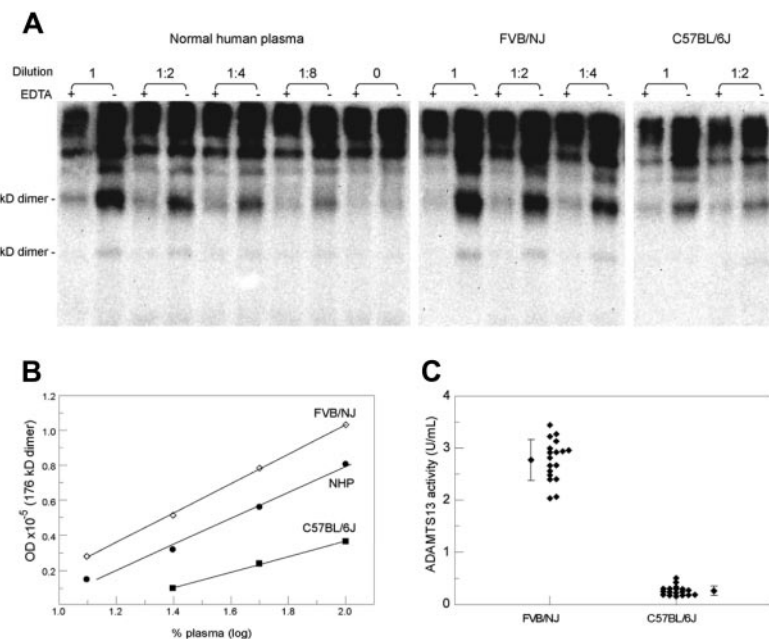 A
Normal human plasma FVB/NJ C57BL/6J
Dilution 1 1:2 1:4 1:8 0 1 1:2 1:4 1 1:2
EDTA + - + - + - + - + - + - + - + - + - + -
kD dimer -
kD dimer -
B
OD x10-5 (176 kD dimer)
1.2
1.0
0.8
0.6
0.4
0.2
FVB/NJ
NHP
C57BL/6J
1.0 1.2 1.4 1.6 1.8 2.0
% plasma (log)
C
ADAMTS13 activity (U/mL)
4
3
2
1
0
FVB/NJ C57BL/6J